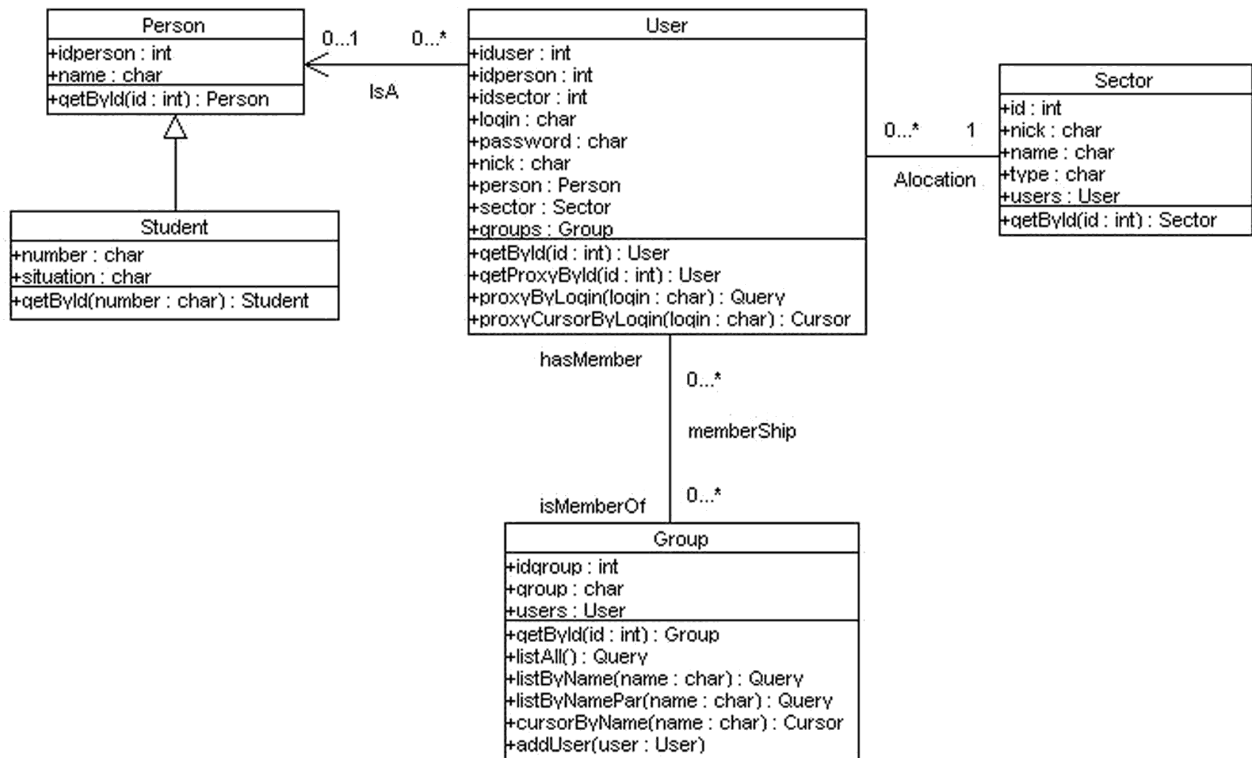 Person
+idperson : int
+name : char
+getById(id : int) : Person
0...1
0...*
IsA
User
+iduser : int
+idperson : int
+idsector : int
+login : char
+password : char
+nick : char
+person : Person
+sector : Sector
+groups : Group
+getById(id : int) : User
+getProxyById(id : int) : User
+proxyByLogin(login : char) : Query
+proxyCursorByLogin(login : char) : Cursor
0...*
1
Alocation
Sector
+id : int
+nick : char
+name : char
+type : char
+users : User
+getById(id : int) : Sector
Student
+number : char
+situation : char
+getById(number : char) : Student
hasMember
0...*
memberShip
0...*
isMemberOf
Group
+idgroup : int
+group : char
+users : User
+getById(id : int) : Group
+listAll() : Query
+listByName(name : char) : Query
+listByNamePar(name : char) : Query
+cursorByName(name : char) : Cursor
+addUser(user : User)